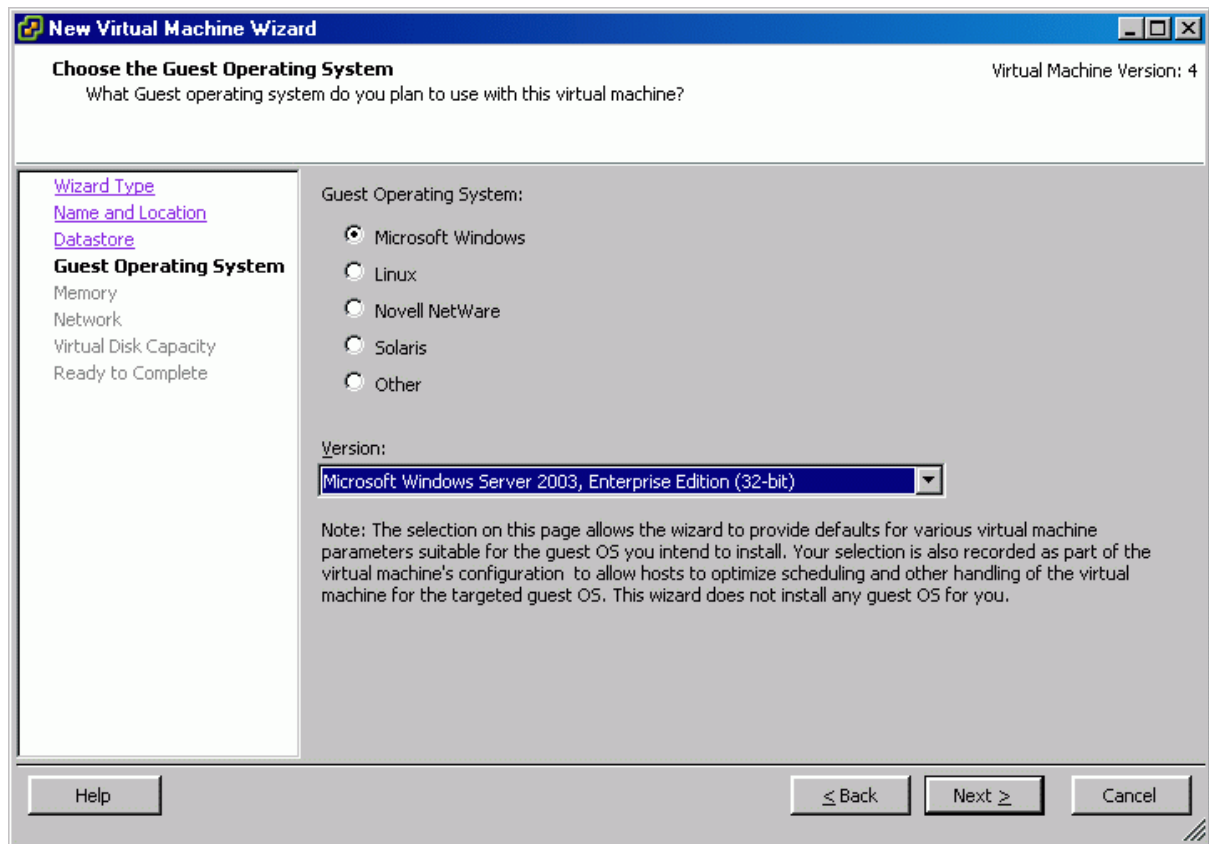 New Virtual Machine Wizard
Choose the Guest Operating System
Virtual Machine Version: 4
What Guest operating system do you plan to use with this virtual machine?
Wizard Type
Name and Location
Datastore
Guest Operating System
Memory
Network
Virtual Disk Capacity
Ready to Complete
Guest Operating System:
Microsoft Windows
Linux
Novell NetWare
Solaris
Other
Version:
Microsoft Windows Server 2003, Enterprise Edition (32-bit)
Note: The selection on this page allows the wizard to provide defaults for various virtual machine
parameters suitable for the guest OS you intend to install. Your selection is also recorded as part of the
virtual machine's configuration to allow hosts to optimize scheduling and other handling of the virtual
machine for the targeted guest OS. This wizard does not install any guest OS for you.
Help
≤ Back
Next ≥
Cancel